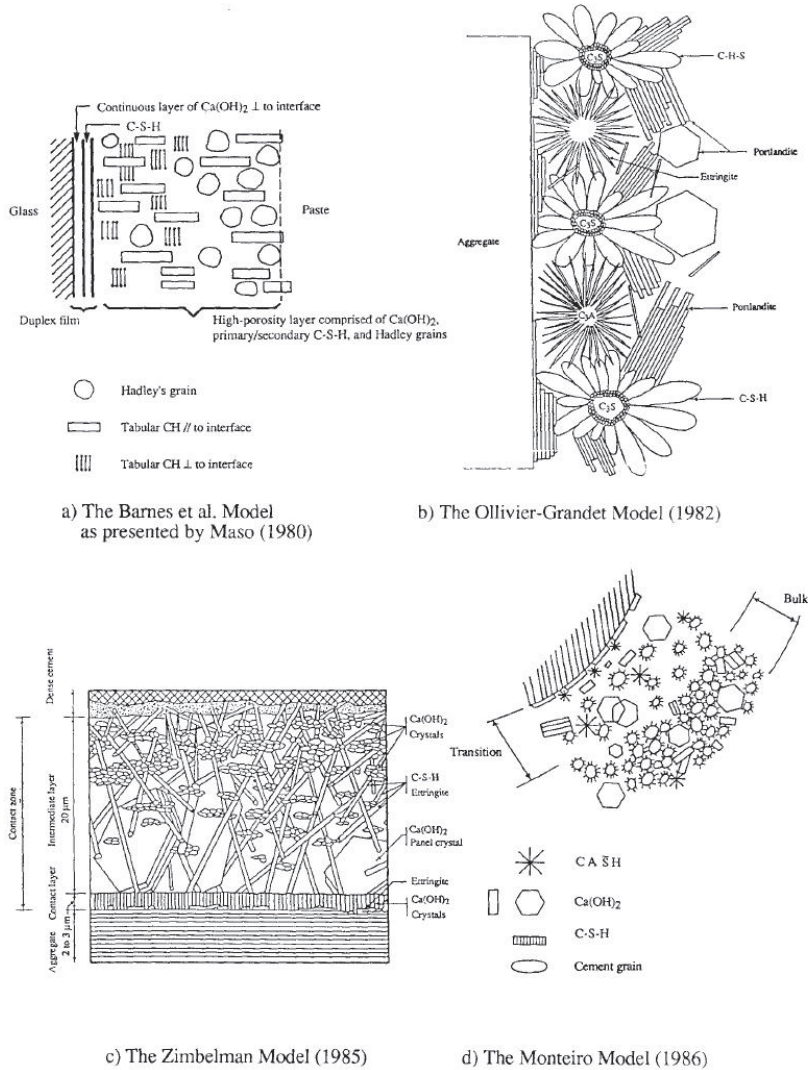 Continuous layer of Ca(OH)2 ⊥ to interface
C-S-H
Glass
Paste
Duplex film
High-porosity layer comprised of Ca(OH)2,
primary/secondary C-S-H, and Hadley grains
Hadley's grain
Tabular CH // to interface
Tabular CH ⊥ to interface
a) The Barnes et al. Model
as presented by Maso (1980)
C3S
C-H-S
Portlandite
Ettringite
C3S
Aggregate
C3A
Portlandite
C-S-H
C3S
b) The Ollivier-Grandet Model (1982)
Dense cement
Contact zone
Intermediate layer
20 μm
Contact layer
Aggregate
2 to 3 μm
Ca(OH)2
Crystals
C-S-H
Ettringite
Ca(OH)2
Panel crystal
Ettringite
Ca(OH)2
Crystals
c) The Zimbelman Model (1985)
Bulk
Transition
C A S̄ H
Ca(OH)2
C-S-H
Cement grain
d) The Monteiro Model (1986)